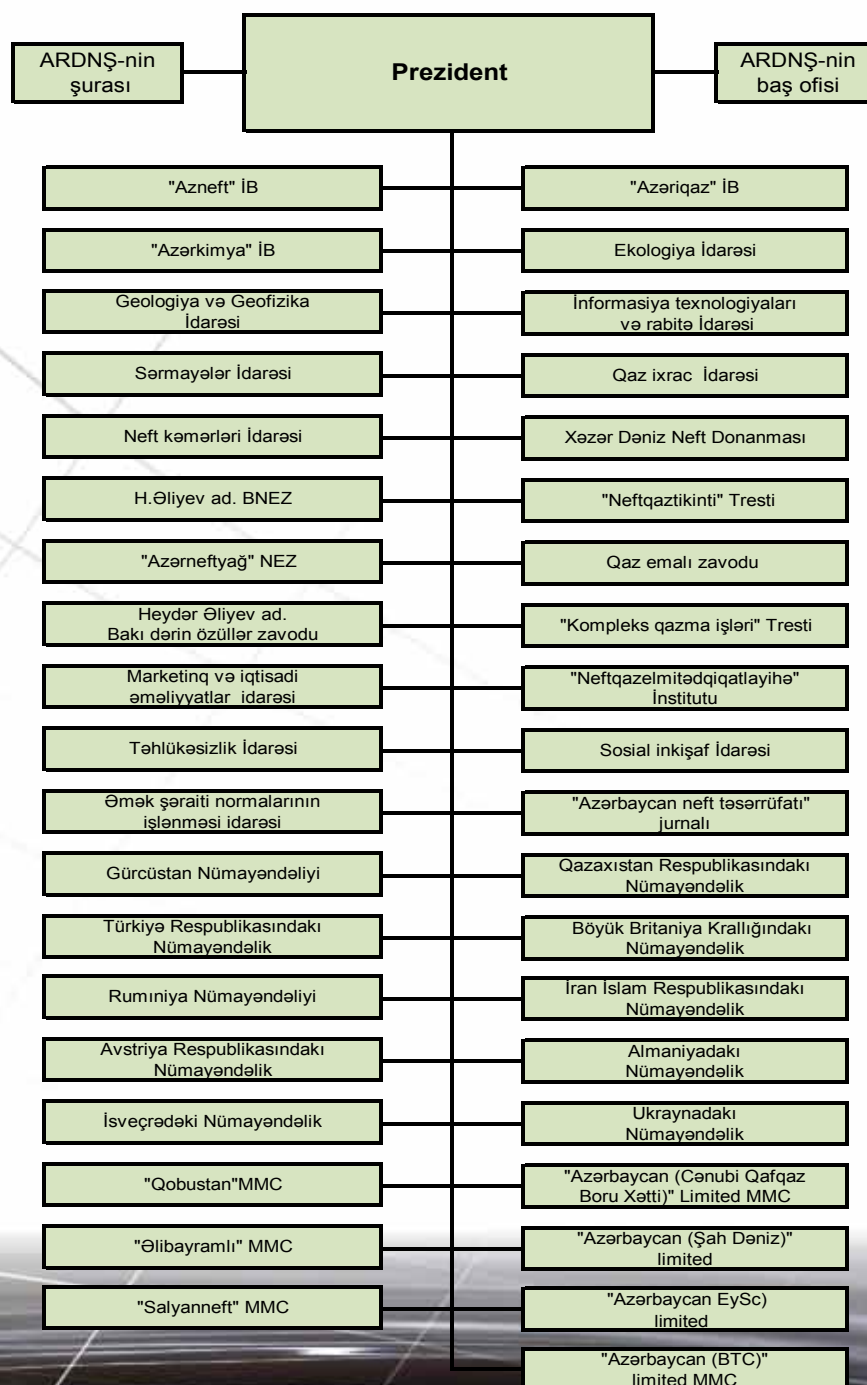 ARDNŞ-nin
şurası
Prezident
ARDNŞ-nin
baş ofisi
"Azneft" İB
"Azəriqaz" İB
"Azərkimya" İB
Ekologiya İdarəsi
Geologiya və Geofizika
İdarəsi
İnformasiya texnologiyaları
və rabitə İdarəsi
Sərmayələr İdarəsi
Qaz ixrac İdarəsi
Neft kəmərləri İdarəsi
Xəzər Dəniz Neft Donanması
H.Əliyev ad. BNEZ
"Neftqaztikinti" Tresti
"Azərneftyağ" NEZ
Qaz emalı zavodu
Heydər Əliyev ad.
Bakı dərin özüllər zavodu
"Kompleks qazma işləri" Tresti
Marketinq və iqtisadi
əməliyyatlar idarəsi
"Neftqazelmitədqiqatlayihə"
İnstitutu
Təhlükəsizlik İdarəsi
Sosial inkişaf İdarəsi
Əmək şəraiti normalarının
işlənməsi idarəsi
"Azərbaycan neft təsərrüfatı"
jurnalı
Gürcüstan Nümayəndəliyi
Qazaxıstan Respublikasındakı
Nümayəndəlik
Türkiyə Respublikasındakı
Nümayəndəlik
Böyük Britaniya Krallığındakı
Nümayəndəlik
Rumıniya Nümayəndəliyi
İran İslam Respublikasındakı
Nümayəndəlik
Avstriya Respublikasındakı
Nümayəndəlik
Almaniyadakı
Nümayəndəlik
İsveçrədəki Nümayəndəlik
Ukraynadakı
Nümayəndəlik
"Qobustan"MMC
"Azərbaycan (Cənubi Qafqaz
Boru Xətti)" Limited MMC
"Əlibayramlı" MMC
"Azərbaycan (Şah Dəniz)"
limited
"Salyanneft" MMC
"Azərbaycan EySc)
limited
"Azərbaycan (BTC)"
limited MMC